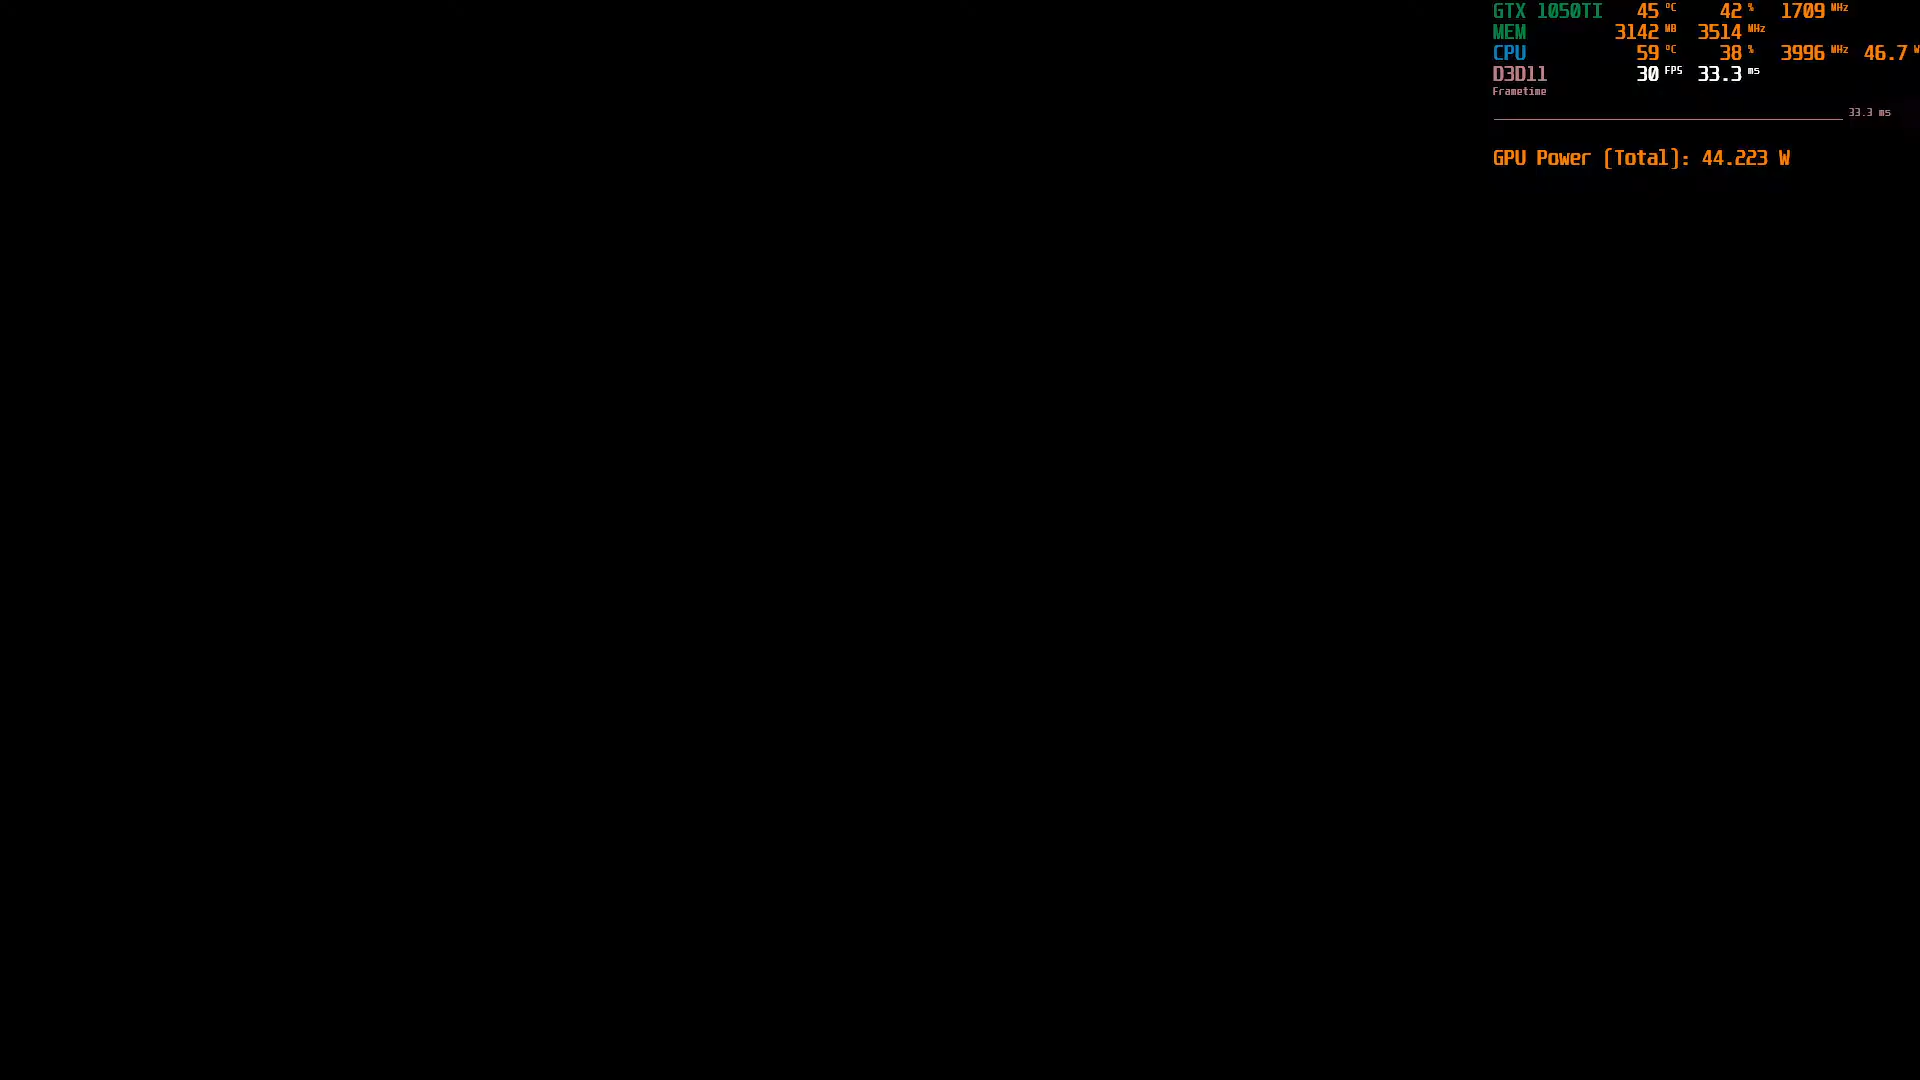 GTX 1050TI 45 °C 42 % 1709 MHz
MEM 3142 MB 3514 MHz
CPU 59 °C 38 % 3996 MHz 46.7 W
D3D11 30 FPS 33.3 ms
Frametime
33.3 ms
GPU Power [Total]: 44.223 W